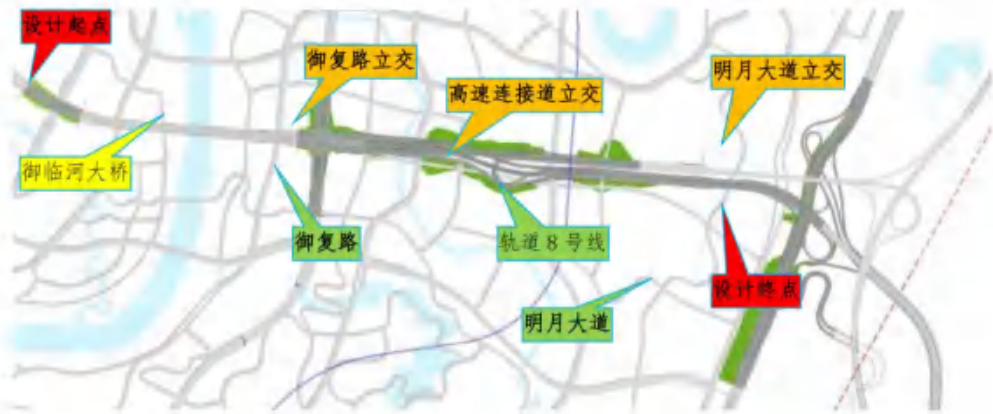 设计起点
御复路立交
明月大道立交
高速连接道立交
御临河大桥
御复路
轨道8号线
设计终点
明月大道